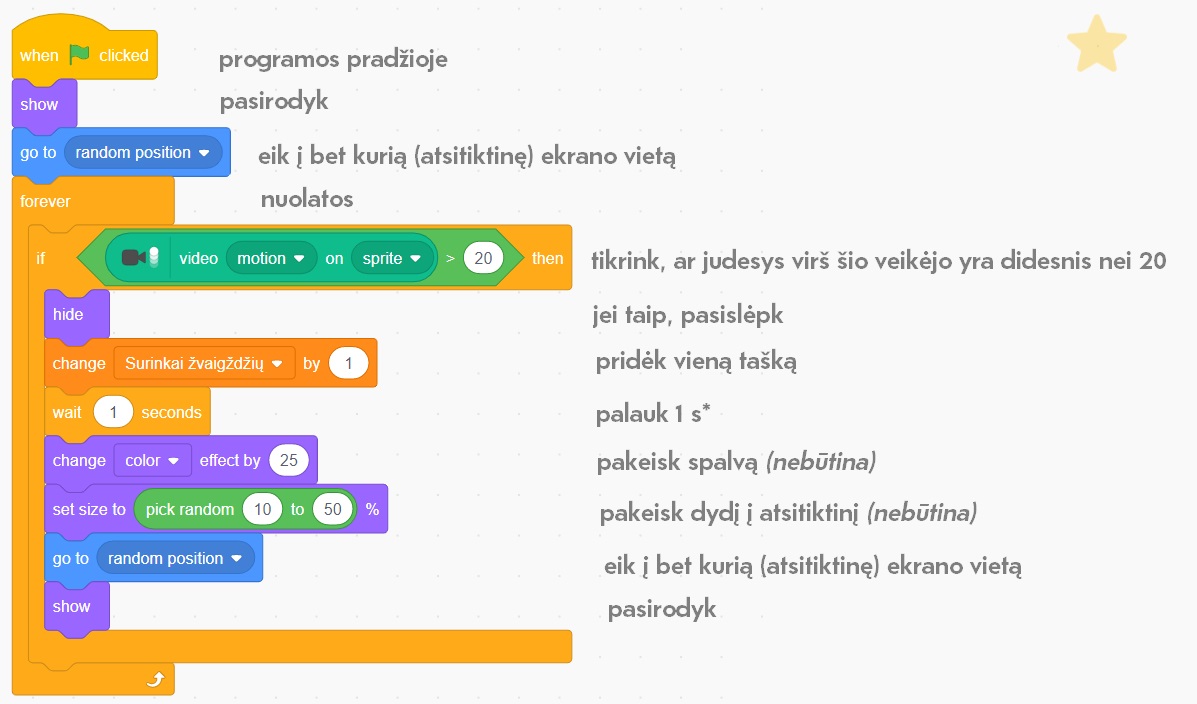 when clicked programos pradžioje
show pasirodyk
go to random position eik į bet kurią (atsitiktinę) ekrano vietą
forever nuolatos
if video motion on sprite > 20 then tikrink, ar judesys virš šio veikėjo yra didesnis nei 20
hide jei taip, pasislėpk
change Surinkai žvaigždžių by 1 pridėk vieną tašką
wait 1 seconds palauk 1 s*
change color effect by 25 pakeisk spalvą (nebūtina)
set size to pick random 10 to 50 % pakeisk dydį į atsitiktinį (nebūtina)
go to random position eik į bet kurią (atsitiktinę) ekrano vietą
show pasirodyk